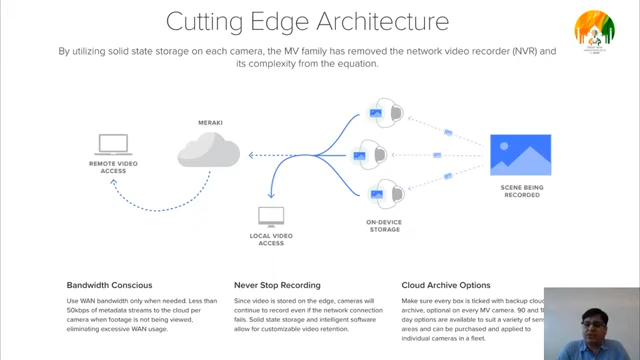 Cutting Edge Architecture
By utilizing solid state storage on each camera, the MV family has removed the network video recorder (NVR) and
its complexity from the equation.
MERAKI
REMOTE VIDEO
ACCESS
LOCAL VIDEO
ACCESS
ON-DEVICE
STORAGE
SCENE BEING
RECORDED
Bandwidth Conscious
Use WAN bandwidth only when needed. Less than
50kbps of metadata streams to the cloud per
camera when footage is not being viewed,
eliminating excessive WAN usage.
Never Stop Recording
Since video is stored on the edge, cameras will
continue to record even if the network connection
fails. Solid state storage and intelligent software
allow for customizable video retention.
Cloud Archive Options
Make sure every box is ticked with backup cloud
archive, optional on every MV camera. 90 and
day options are available to suit a variety of
areas and can be purchased and applied to
individual cameras in a fleet.